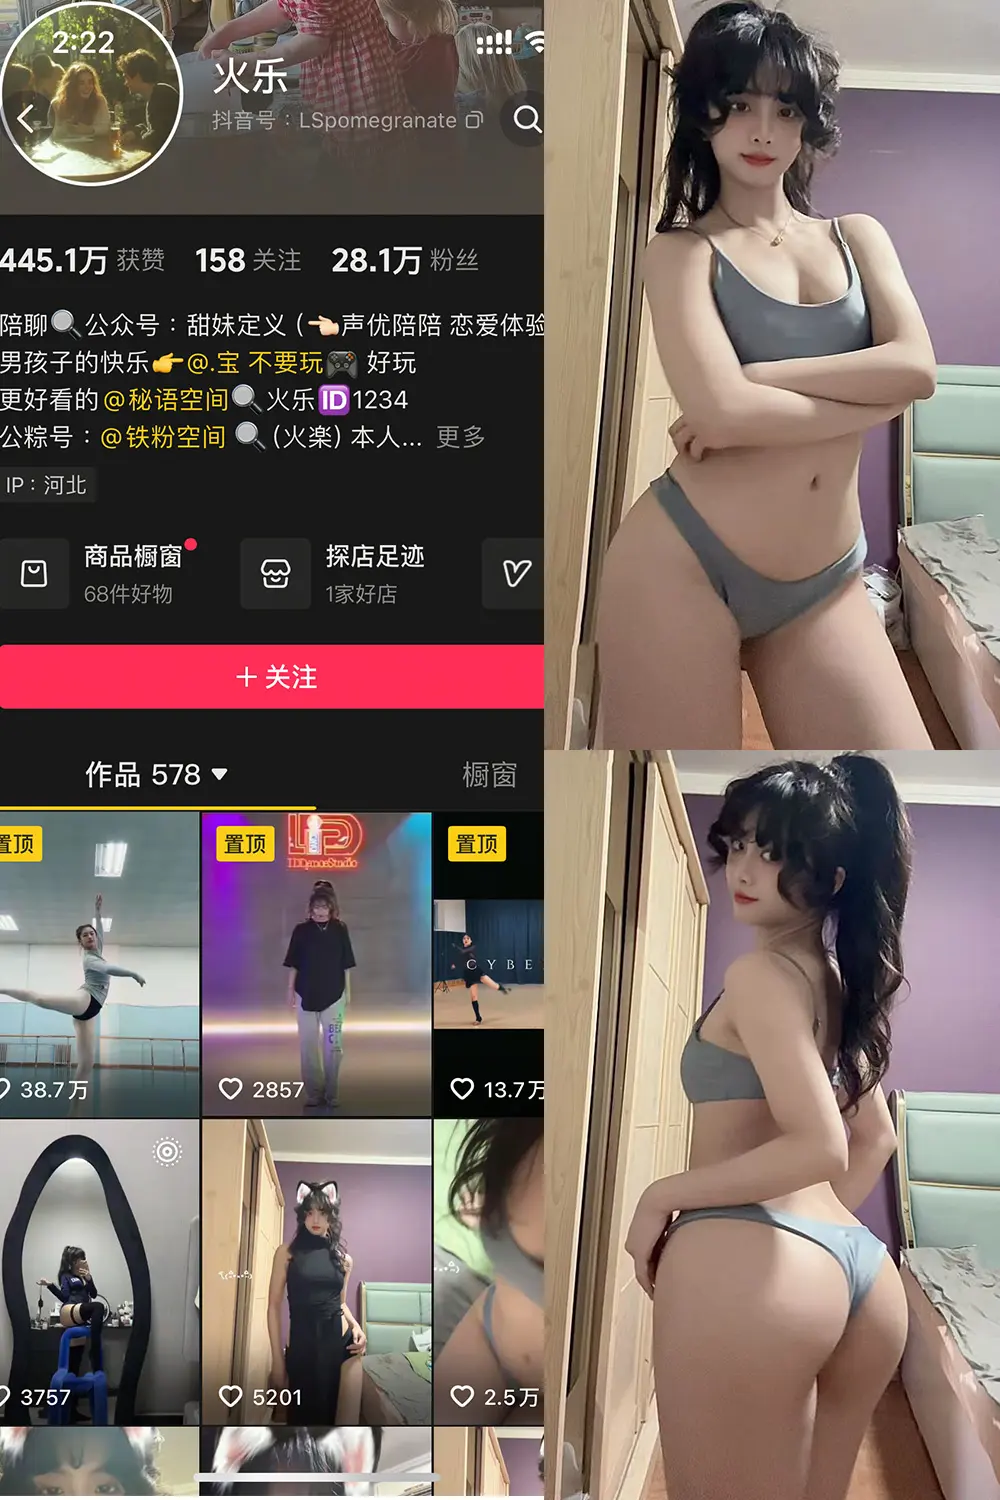 2:22
火乐
抖音号：LSpomegranate
445.1万 获赞 158 关注 28.1万 粉丝
陪聊🔍公众号：甜妹定义 (👈🏻声优陪陪 恋爱体验
男孩子的快乐👉@.宝 不要玩🎮 好玩
更好看的@秘语空间🔍火乐🆔1234
公粽号：@铁粉空间 🔍 (火楽) 本人... 更多
IP：河北
商品橱窗
68件好物
探店足迹
1家好店
+ 关注
作品 578
橱窗
置顶
置顶
置顶
IDanceStudio
CYBE
38.7万
2857
13.7万
3757
5201
2.5万